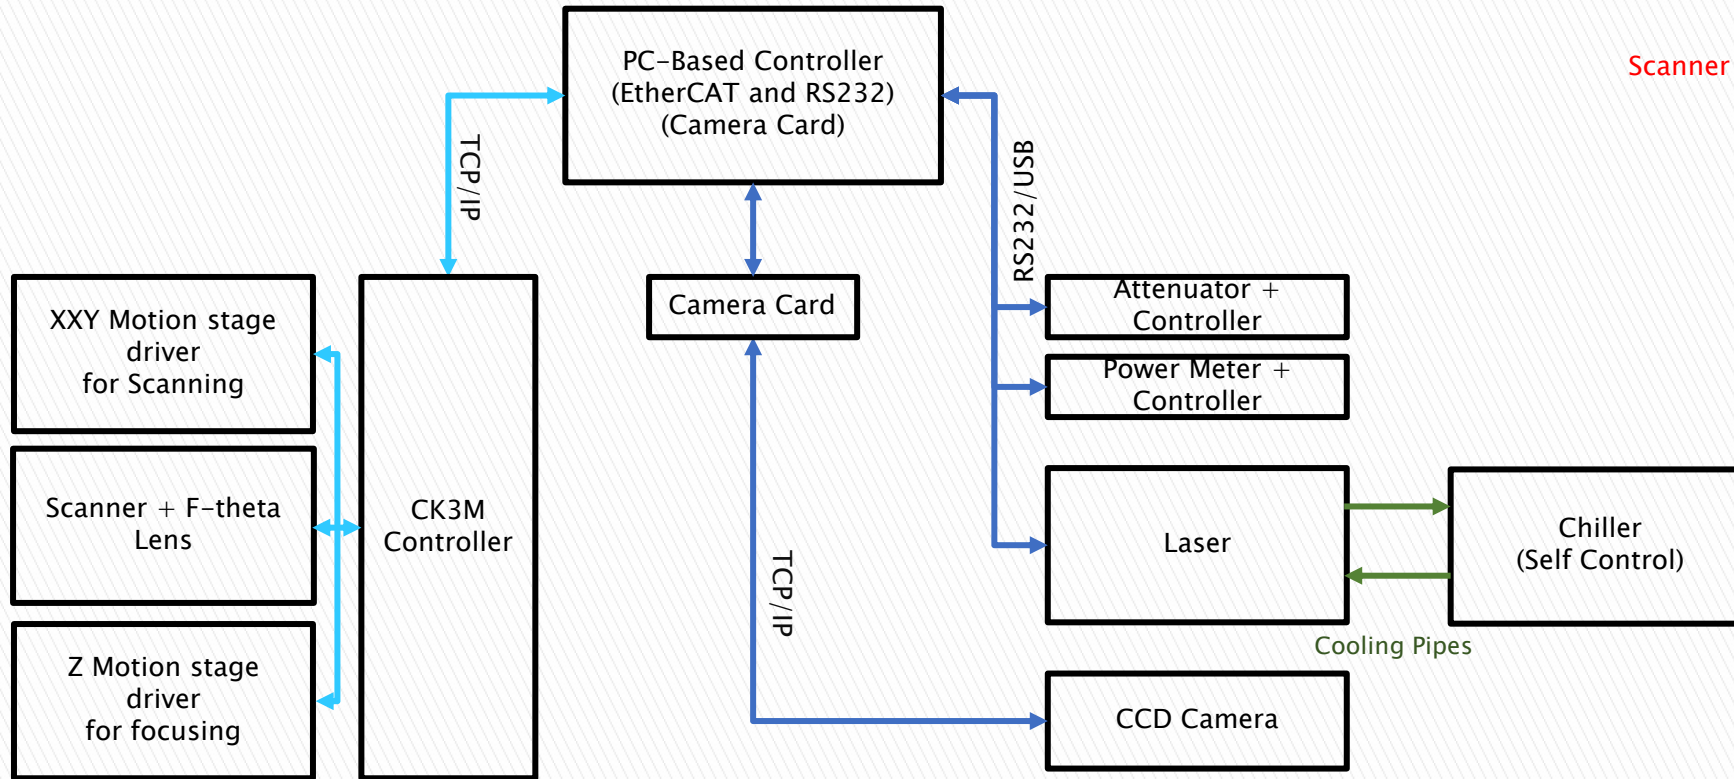 PC-Based Controller
(EtherCAT and RS232)
(Camera Card)
Scanner
TCP/IP
RS232/USB
XXY Motion stage
driver
for Scanning
Camera Card
Attenuator +
Controller
Power Meter +
Controller
Scanner + F-theta
Lens
CK3M
Controller
Laser
Chiller
(Self Control)
TCP/IP
Cooling Pipes
Z Motion stage
driver
for focusing
CCD Camera